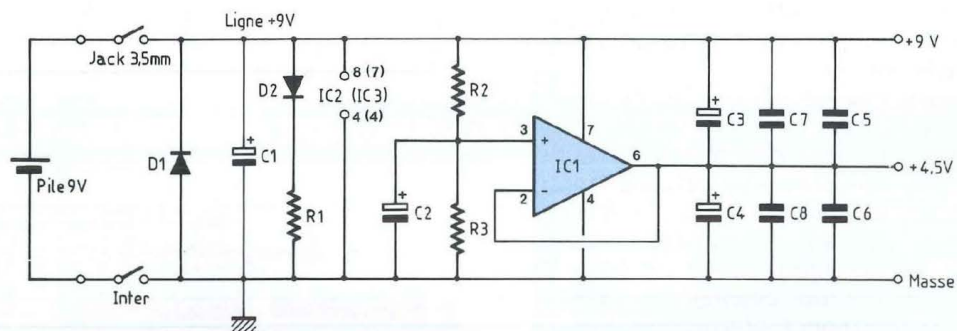 Ligne +9V
Jack 3,5mm
+9 V
D2
8 (7)
IC2 (IC3)
4 (4)
R2
3
+
7
IC1
6
-
2
4
+
C3
C7
C5
Pile 9V
D1
+
C1
R1
+
C2
R3
+4,5V
+
C4
C8
C6
Inter
Masse